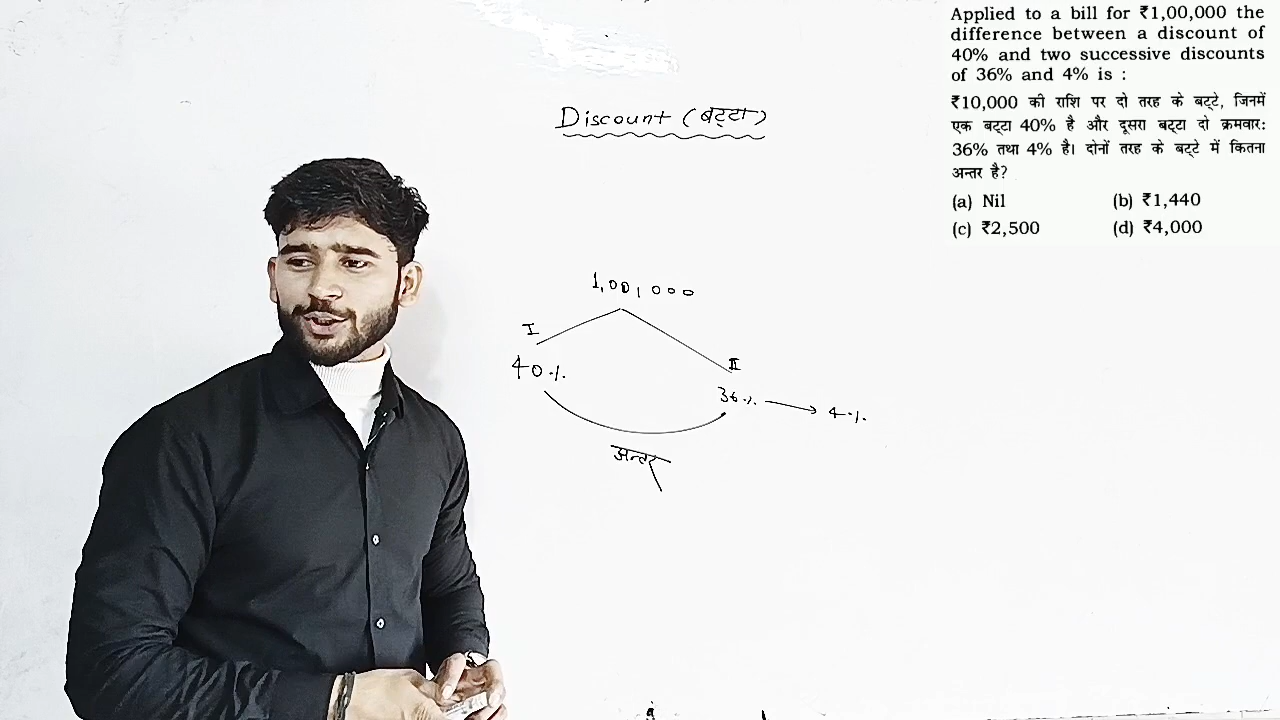 Applied to a bill for ₹1,00,000 the
difference between a discount of
40% and two successive discounts
of 36% and 4% is :
₹10,000 की राशि पर दो तरह के बट्टे, जिनमें
एक बट्टा 40% है और दूसरा बट्टा दो क्रमवार:
36% तथा 4% है। दोनों तरह के बट्टे में कितना
अन्तर है?
(a) Nil (b) ₹1,440
(c) ₹2,500 (d) ₹4,000
Discount (बट्टा)
1,00,000
I
II
40%
36% → 4%
अन्तर